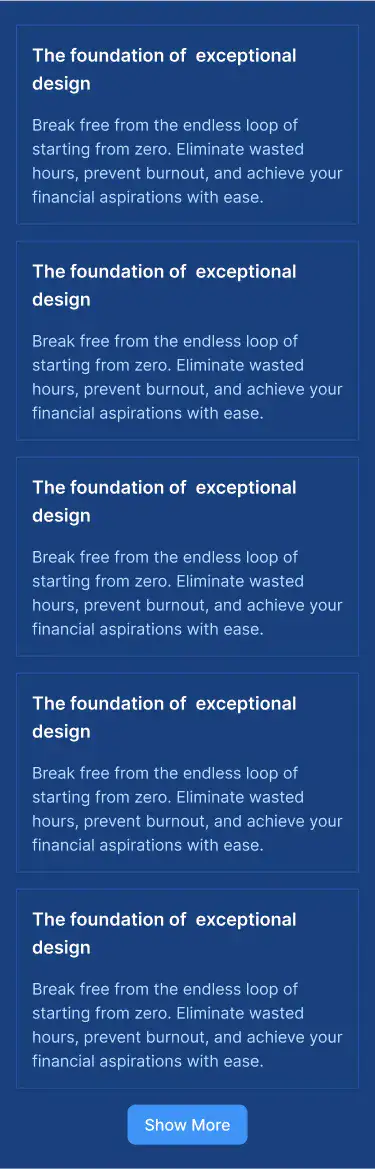 The foundation of  exceptional
design
Break free from the endless loop of
starting from zero. Eliminate wasted
hours, prevent burnout, and achieve your
financial aspirations with ease.
The foundation of  exceptional
design
Break free from the endless loop of
starting from zero. Eliminate wasted
hours, prevent burnout, and achieve your
financial aspirations with ease.
The foundation of  exceptional
design
Break free from the endless loop of
starting from zero. Eliminate wasted
hours, prevent burnout, and achieve your
financial aspirations with ease.
The foundation of  exceptional
design
Break free from the endless loop of
starting from zero. Eliminate wasted
hours, prevent burnout, and achieve your
financial aspirations with ease.
The foundation of  exceptional
design
Break free from the endless loop of
starting from zero. Eliminate wasted
hours, prevent burnout, and achieve your
financial aspirations with ease.
Show More